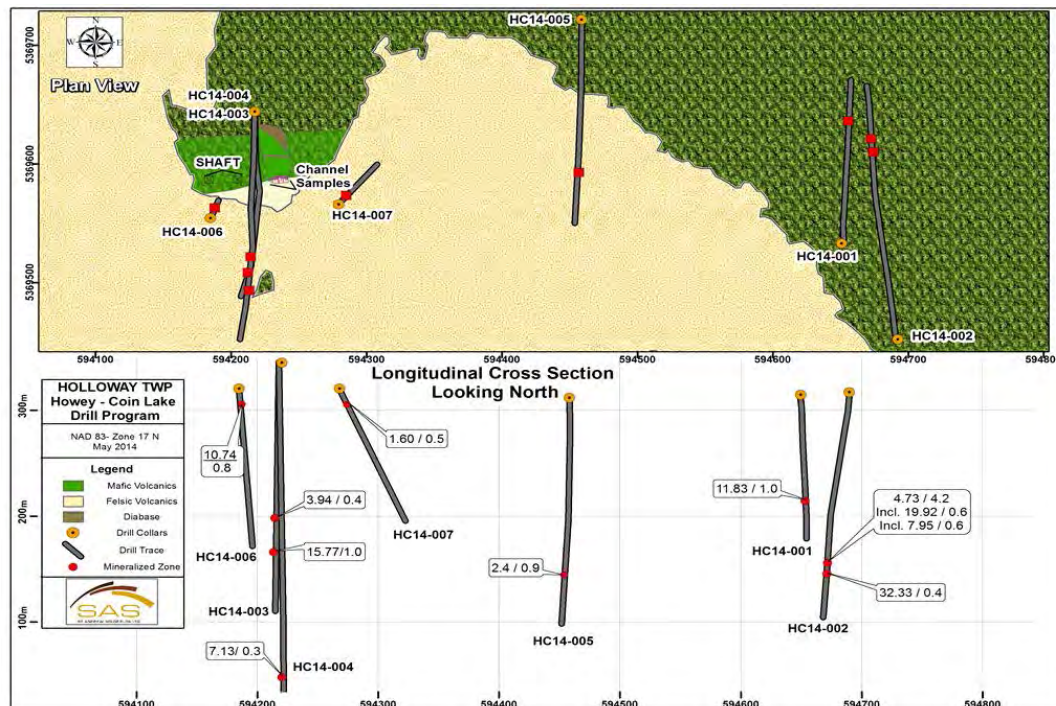 HC14-005
5369700
N
W E
S
Plan View
HC14-004
HC14-003
5369600
SHAFT
Channel
Samples
HC14-006
HC14-007
HC14-001
5369500
HC14-002
594100
594200
594300
594400
594500
594600
594700
59480
Longitudinal Cross Section
Looking North
HOLLOWAY TWP
Howey - Coin Lake
Drill Program
NAD 83- Zone 17 N
May 2014
Legend
Mafic Volcanics
Felsic Volcanics
Diabase
Drill Collars
Drill Trace
Mineralized Zone
SAS
300m
200m
100m
10.74
0.8
1.60 / 0.5
3.94 / 0.4
15.77/1.0
7.13/ 0.3
2.4 / 0.9
11.83 / 1.0
4.73 / 4.2
Incl. 19.92 / 0.6
Incl. 7.95 / 0.6
32.33 / 0.4
HC14-006
HC14-003
HC14-004
HC14-007
HC14-005
HC14-001
HC14-002
594100
594200
594300
594400
594500
594600
594700
594800